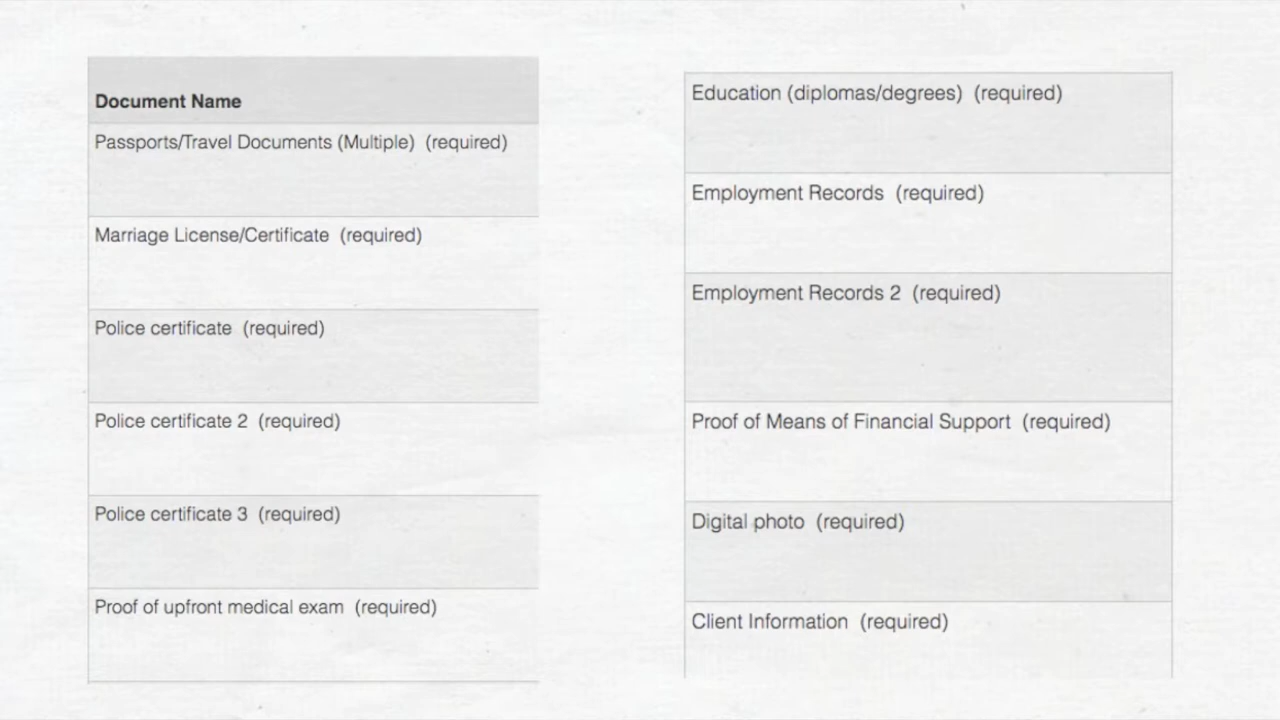 Document Name
Passports/Travel Documents (Multiple) (required)
Marriage License/Certificate (required)
Police certificate (required)
Police certificate 2 (required)
Police certificate 3 (required)
Proof of upfront medical exam (required)
Education (diplomas/degrees) (required)
Employment Records (required)
Employment Records 2 (required)
Proof of Means of Financial Support (required)
Digital photo (required)
Client Information (required)